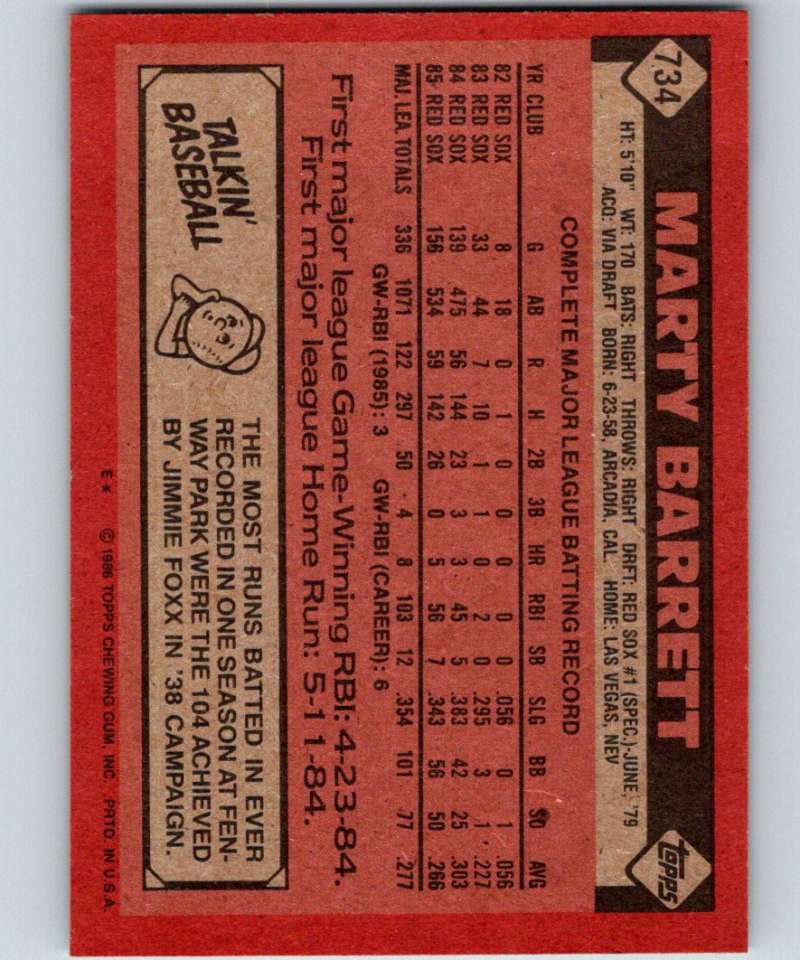 734 MARTY BARRETT topps
HT: 5'10" WT: 170 BATS: RIGHT THROWS: RIGHT DRFT: RED SOX #1 (SPEC.)-JUNE, '79
ACQ: VIA DRAFT BORN: 6-23-58, ARCADIA, CAL. HOME: LAS VEGAS, NEV
COMPLETE MAJOR LEAGUE BATTING RECORD
YR CLUB G AB R H 2B 3B HR RBI SB SLG BB SO AVG
82 RED SOX 8 18 0 1 0 0 0 0 0 .056 0 1 .056
83 RED SOX 33 44 7 10 1 1 0 2 0 .295 3 1 .227
84 RED SOX 139 475 56 144 23 3 3 45 5 .383 42 25 .303
85 RED SOX 156 534 59 142 26 0 5 56 7 .343 56 50 .266
MAJ. LEA. TOTALS 336 1071 122 297 50 4 8 103 12 .354 101 77 .277
GW-RBI (1985): 3 GW-RBI (CAREER): 6
First major league Game-Winning RBI: 4-23-84.
First major league Home Run: 5-11-84.
TALKIN'
BASEBALL
THE MOST RUNS BATTED IN EVER
RECORDED IN ONE SEASON AT FEN-
WAY PARK WERE THE 104 ACHIEVED
BY JIMMIE FOXX IN '38 CAMPAIGN.
E* © 1986 TOPPS CHEWING GUM, INC. PRTD. IN U.S.A.